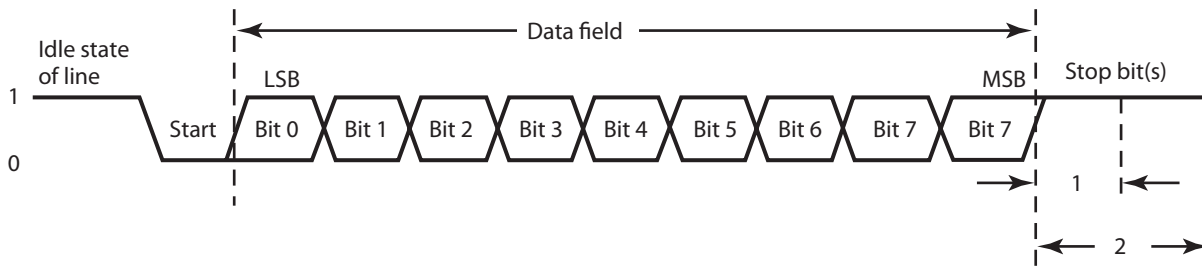 Data field
Idle state
of line
LSB
MSB
Stop bit(s)
1
Start
Bit 0
Bit 1
Bit 2
Bit 3
Bit 4
Bit 5
Bit 6
Bit 7
Bit 7
0
1
2